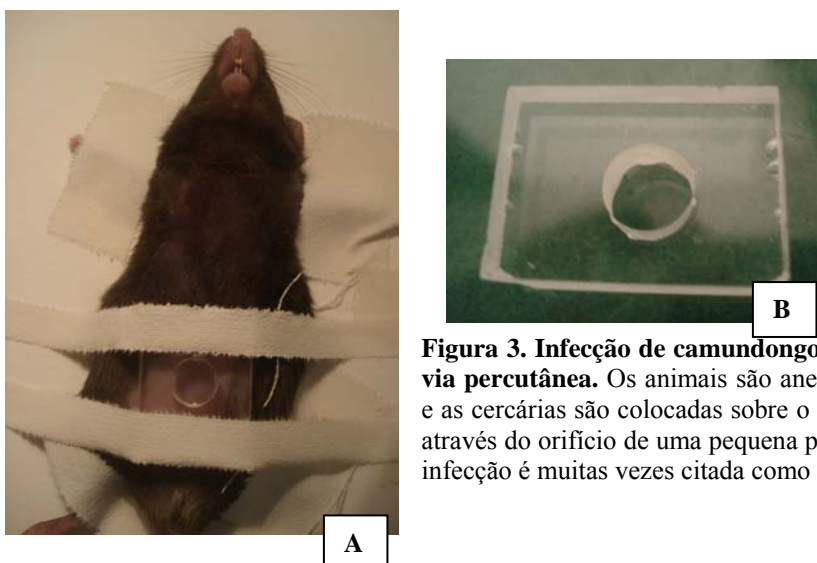 A
B
Figura 3. Infecção de camundongo
via percutânea. Os animais são ane
e as cercárias são colocadas sobre o
através do orifício de uma pequena p
infecção é muitas vezes citada como